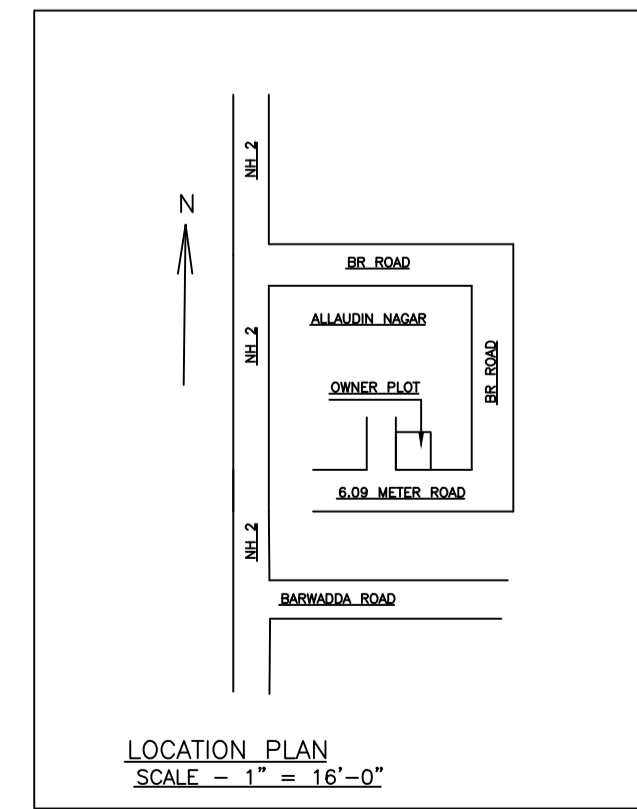 NH 2
N
BR ROAD
ALLAUDIN NAGAR
NH 2
BR ROAD
OWNER PLOT
6.09 METER ROAD
NH 2
BARWADDA ROAD
LOCATION PLAN
SCALE - 1" = 16'-0"